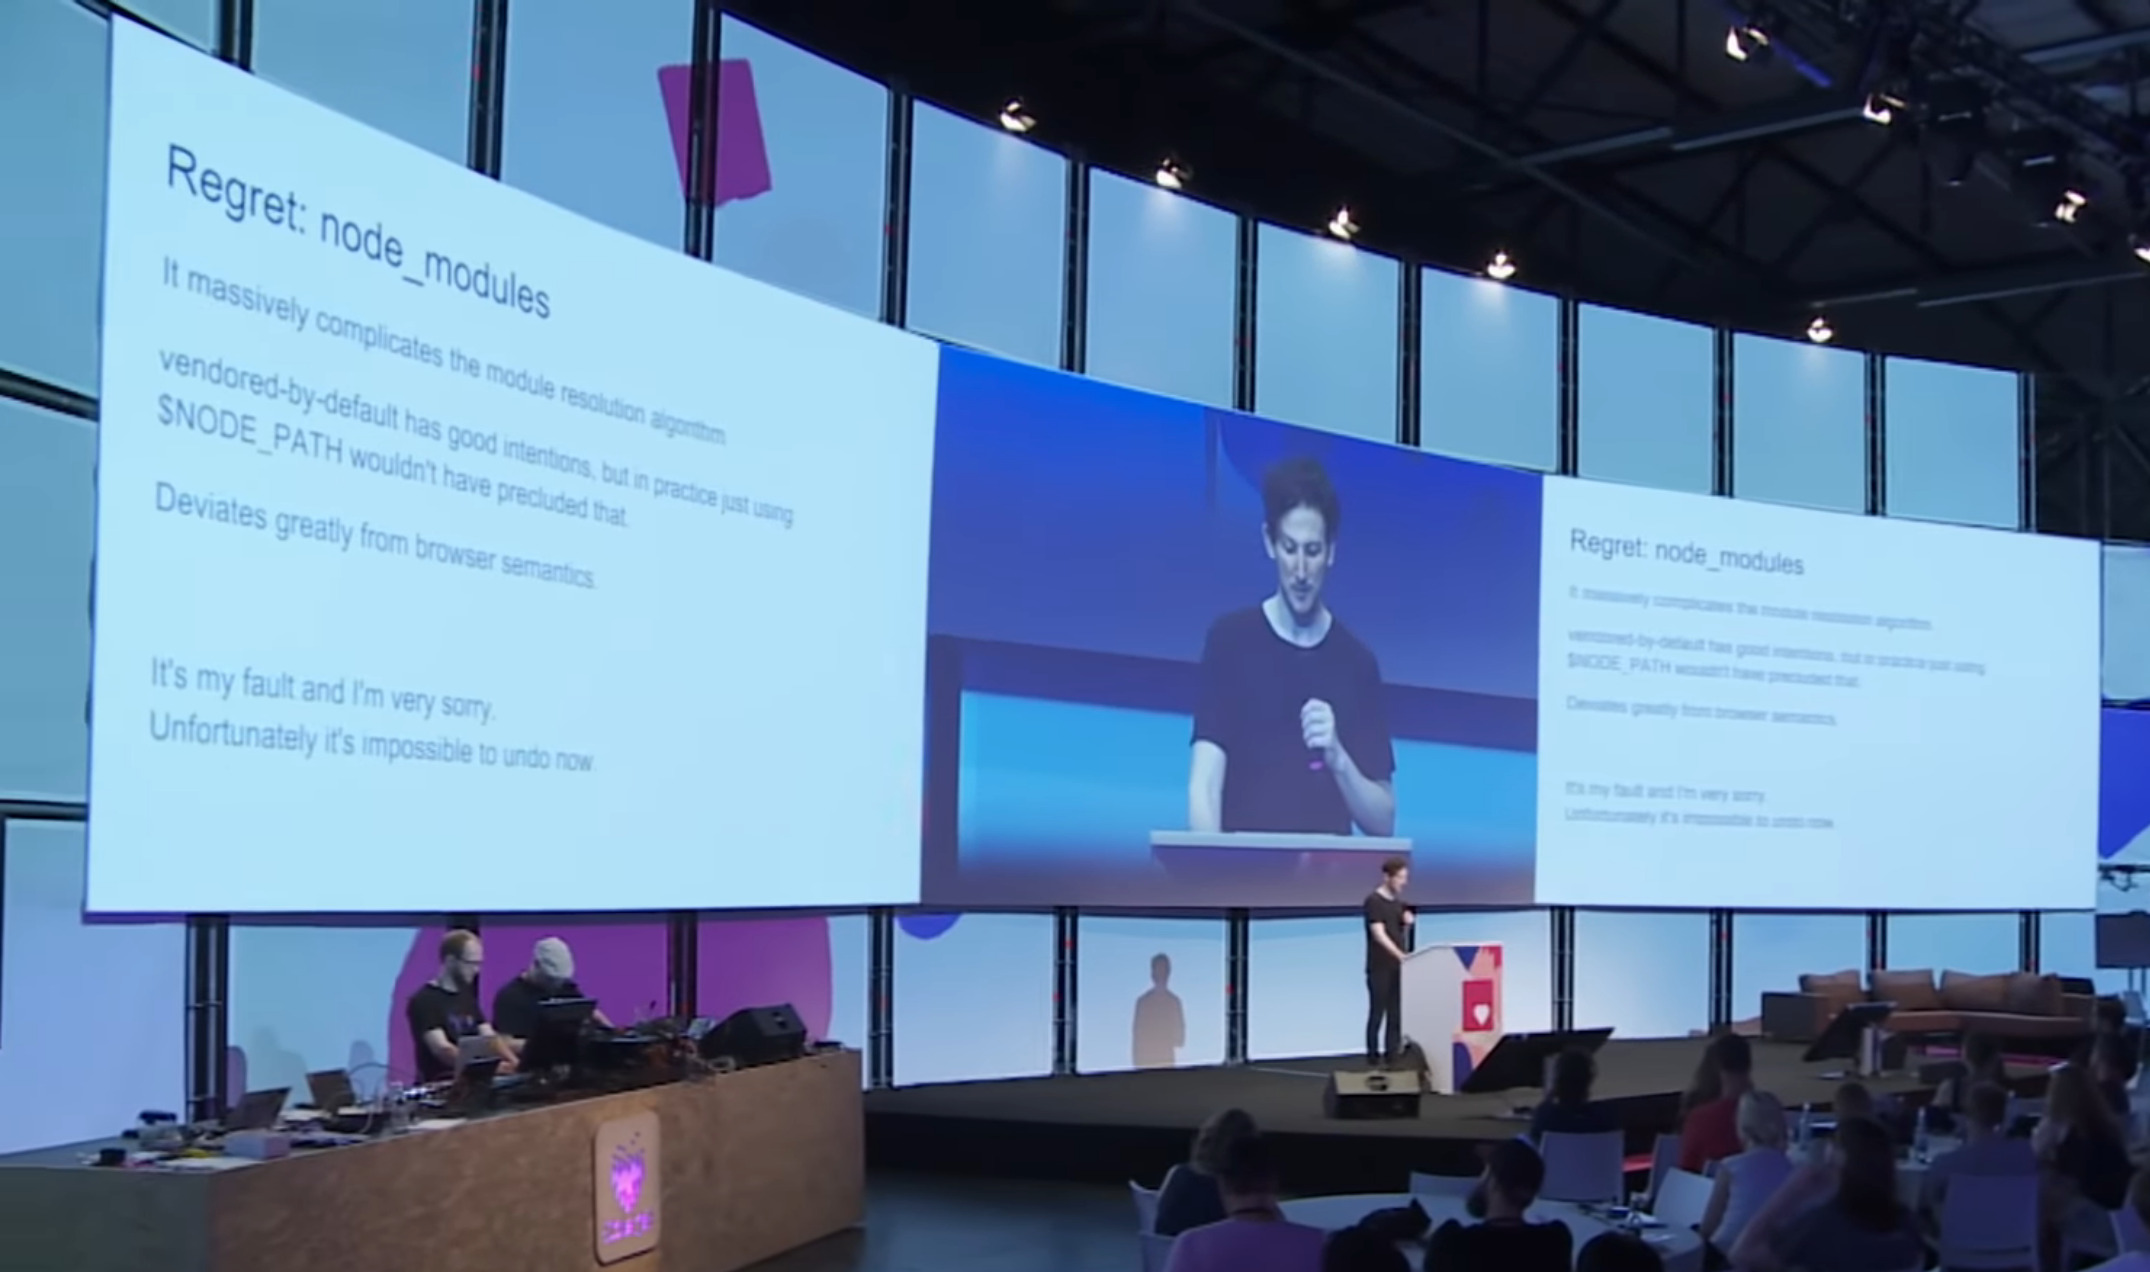 Regret: node_modules
It massively complicates the module resolution algorithm
vendored-by-default has good intentions, but in practice just using
$NODE_PATH wouldn't have precluded that.
Deviates greatly from browser semantics.
It's my fault and I'm very sorry.
Unfortunately it's impossible to undo now.
Regret: node_modules
It massively complicates the module resolution algorithm
vendored-by-default has good intentions, but in practice just using
$NODE_PATH wouldn't have precluded that.
Deviates greatly from browser semantics.
It's my fault and I'm very sorry.
Unfortunately it's impossible to undo now.